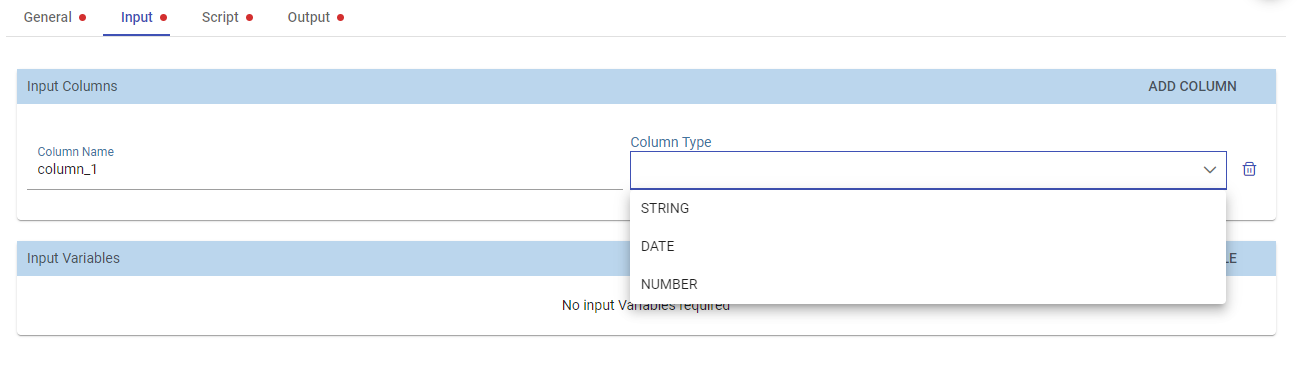 General Input Script Output
Input Columns ADD COLUMN
Column Name
column_1
Column Type
STRING
DATE
NUMBER
Input Variables LE
No input Variables required